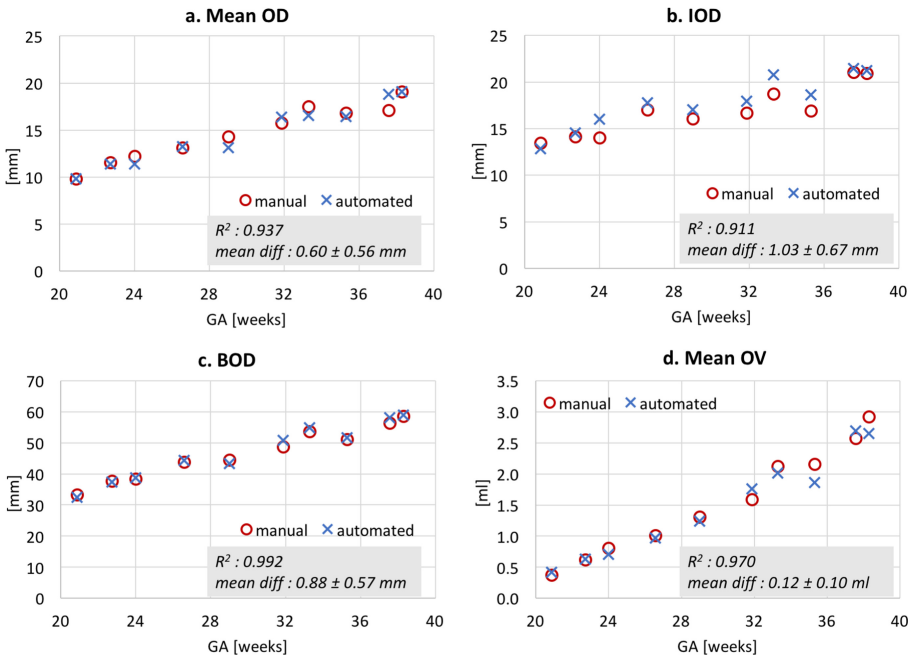 a. Mean OD
25
20
15
10
5
0
[mm]
manual automated
R² : 0.937
mean diff : 0.60 ± 0.56 mm
20 24 28 32 36 40
GA [weeks]
b. IOD
25
20
15
10
5
0
[mm]
manual automated
R² : 0.911
mean diff : 1.03 ± 0.67 mm
20 24 28 32 36 40
GA [weeks]
c. BOD
70
60
50
40
30
20
10
0
[mm]
manual automated
R² : 0.992
mean diff : 0.88 ± 0.57 mm
20 24 28 32 36 40
GA [weeks]
d. Mean OV
3.5
3.0
2.5
2.0
1.5
1.0
0.5
0.0
[ml]
manual automated
R² : 0.970
mean diff : 0.12 ± 0.10 ml
20 24 28 32 36 40
GA [weeks]